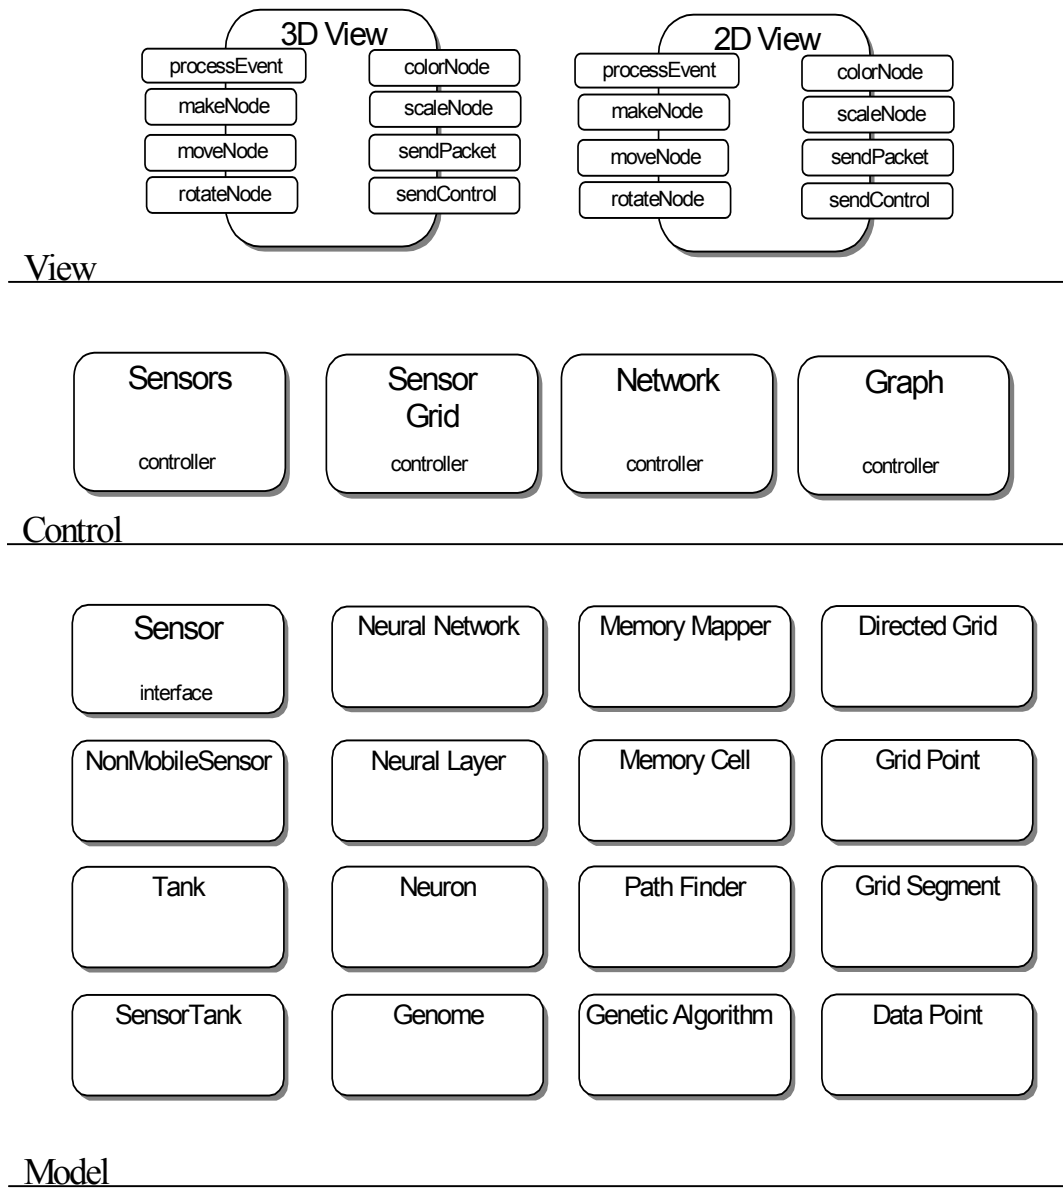 3D View
processEvent
colorNode
makeNode
scaleNode
moveNode
sendPacket
rotateNode
sendControl
2D View
processEvent
colorNode
makeNode
scaleNode
moveNode
sendPacket
rotateNode
sendControl
View
Sensors
controller
Sensor
Grid
controller
Network
controller
Graph
controller
Control
Sensor
interface
Neural Network
Memory Mapper
Directed Grid
NonMobileSensor
Neural Layer
Memory Cell
Grid Point
Tank
Neuron
Path Finder
Grid Segment
SensorTank
Genome
Genetic Algorithm
Data Point
Model